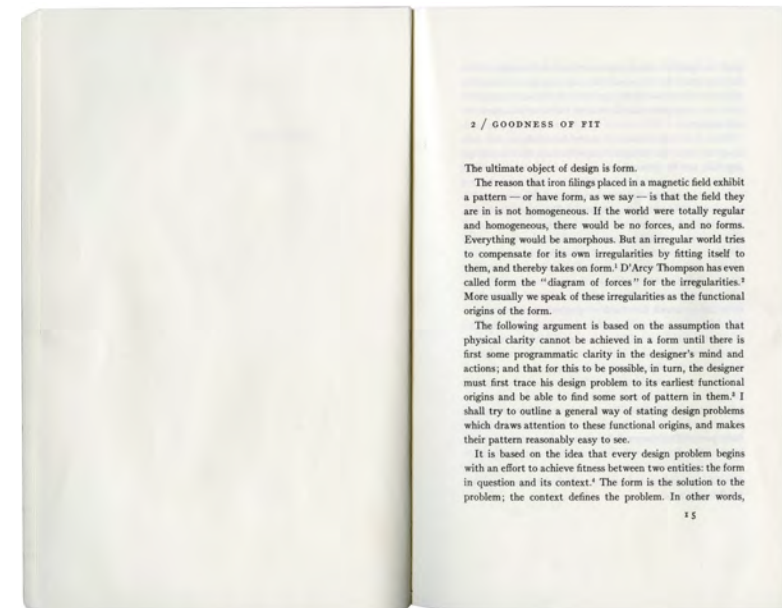 2 / GOODNESS OF FIT
The ultimate object of design is form.
The reason that iron filings placed in a magnetic field exhibit
a pattern — or have form, as we say — is that the field they
are in is not homogeneous. If the world were totally regular
and homogeneous, there would be no forces, and no forms.
Everything would be amorphous. But an irregular world tries
to compensate for its own irregularities by fitting itself to
them, and thereby takes on form.¹ D'Arcy Thompson has even
called form the "diagram of forces" for the irregularities.²
More usually we speak of these irregularities as the functional
origins of the form.
The following argument is based on the assumption that
physical clarity cannot be achieved in a form until there is
first some programmatic clarity in the designer's mind and
actions; and that for this to be possible, in turn, the designer
must first trace his design problem to its earliest functional
origins and be able to find some sort of pattern in them.³ I
shall try to outline a general way of stating design problems
which draws attention to these functional origins, and makes
their pattern reasonably easy to see.
It is based on the idea that every design problem begins
with an effort to achieve fitness between two entities: the form
in question and its context.⁴ The form is the solution to the
problem; the context defines the problem. In other words,
15